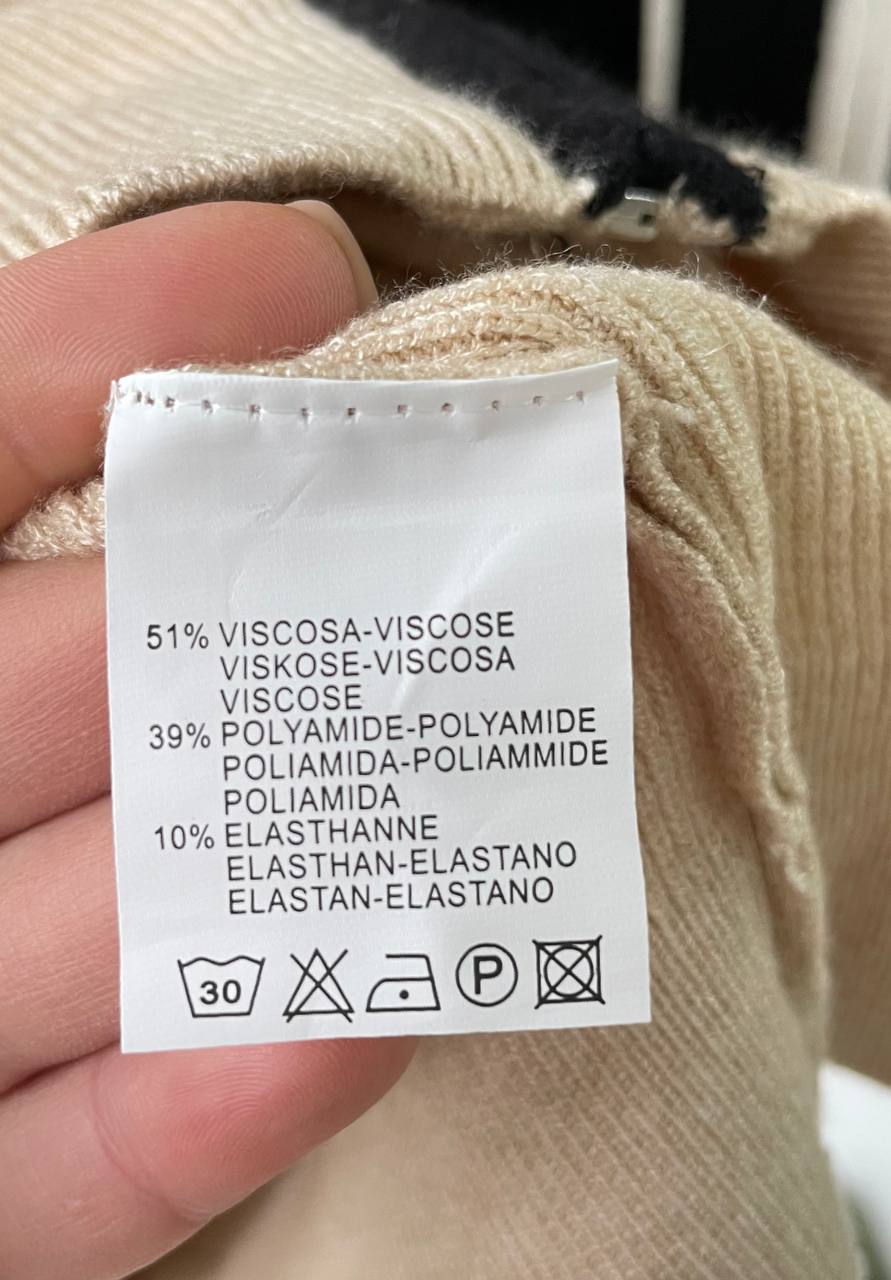 51% VISCOSA-VISCOSE
VISKOSE-VISCOSA
VISCOSE
39% POLYAMIDE-POLYAMIDE
POLIAMIDA-POLIAMMIDE
POLIAMIDA
10% ELASTHANNE
ELASTHAN-ELASTANO
ELASTAN-ELASTANO
30 P